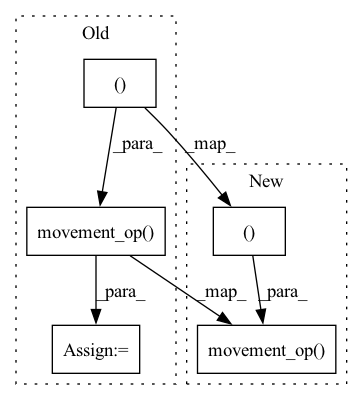 Old
()
_para_
_map_
New
movement_op()
()
_para_
_map_
_para_
Assign:=
movement_op()